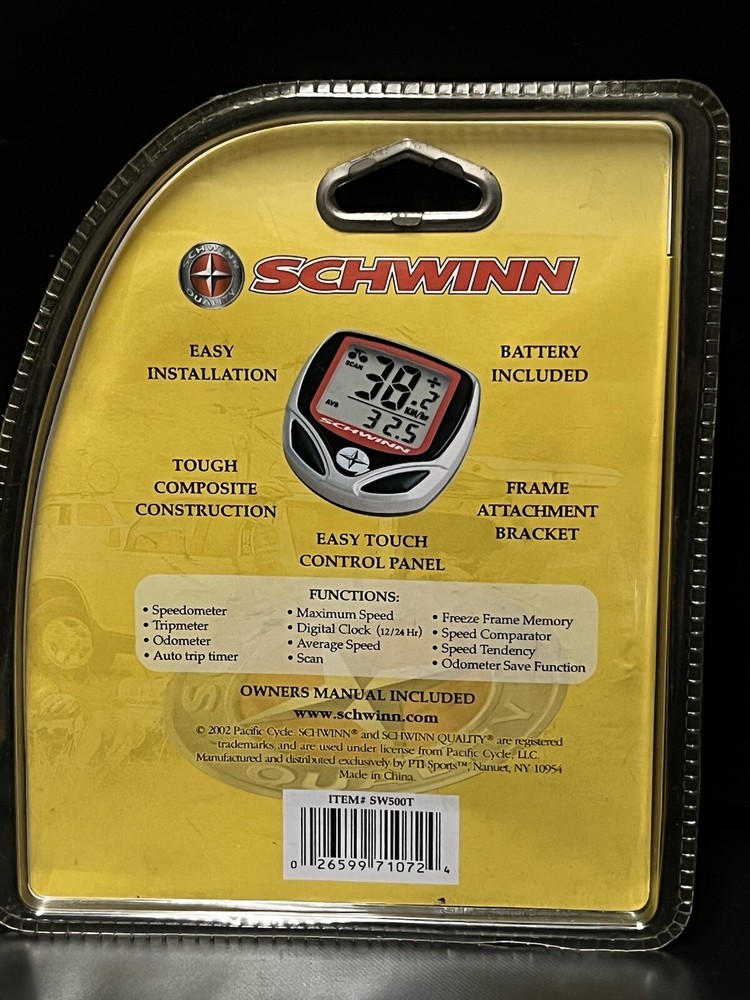 SCHWINN
QUALITY
SCHWINN
EASY
INSTALLATION
BATTERY
INCLUDED
SCAN
38.2
KM/hr
AVS
32.5
SCHWINN
TOUGH
COMPOSITE
CONSTRUCTION
FRAME
ATTACHMENT
BRACKET
EASY TOUCH
CONTROL PANEL
FUNCTIONS:
• Speedometer
• Tripmeter
• Odometer
• Auto trip timer
• Maximum Speed
• Digital Clock (12/24 Hr)
• Average Speed
• Scan
• Freeze Frame Memory
• Speed Comparator
• Speed Tendency
• Odometer Save Function
OWNERS MANUAL INCLUDED
www.schwinn.com
© 2002 Pacific Cycle. SCHWINN® and SCHWINN QUALITY® are registered
trademarks and are used under license from Pacific Cycle, LLC.
Manufactured and distributed exclusively by PTI Sports™, Nanuet, NY 10954
Made in China.
ITEM# SW500T
0 26599 71072 4